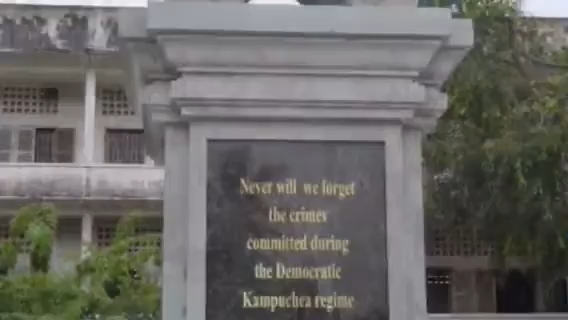 Never will we forget
the crimes
committed during
the Democratic
Kampuchea regime